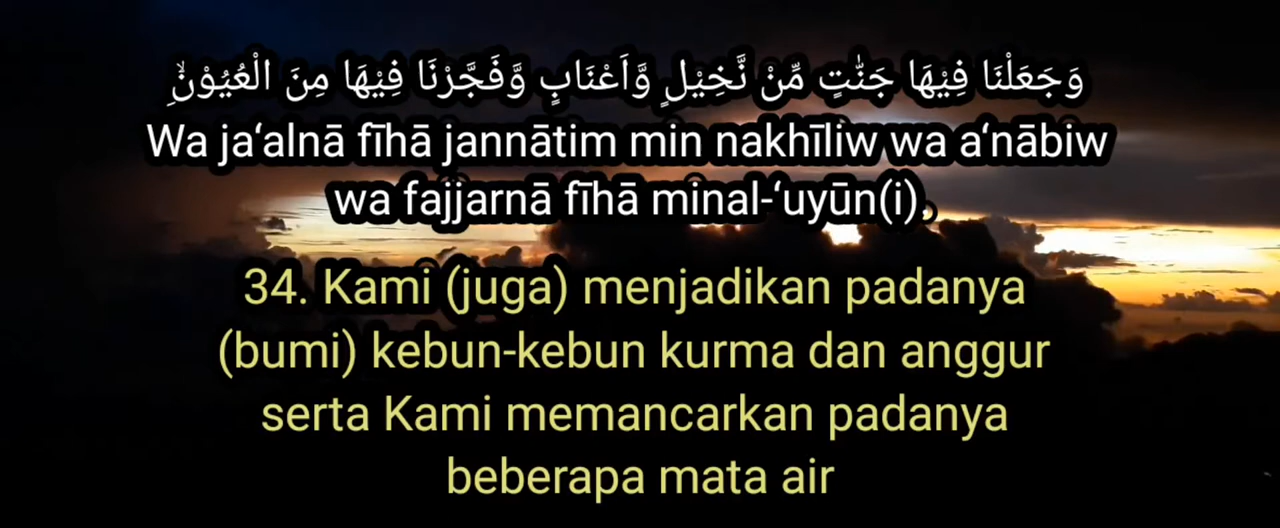 وَجَعَلْنَا فِيْهَا جَنّٰتٍ مِّنْ نَّخِيْلٍ وَّاَعْنَابٍ وَّفَجَّرْنَا فِيْهَا مِنَ الْعُيُوْنِۙ
Wa ja‘alnā fīhā jannātim min nakhīliw wa a‘nābiw
wa fajjarnā fīhā minal-‘uyūn(i).
34. Kami (juga) menjadikan padanya
(bumi) kebun-kebun kurma dan anggur
serta Kami memancarkan padanya
beberapa mata air